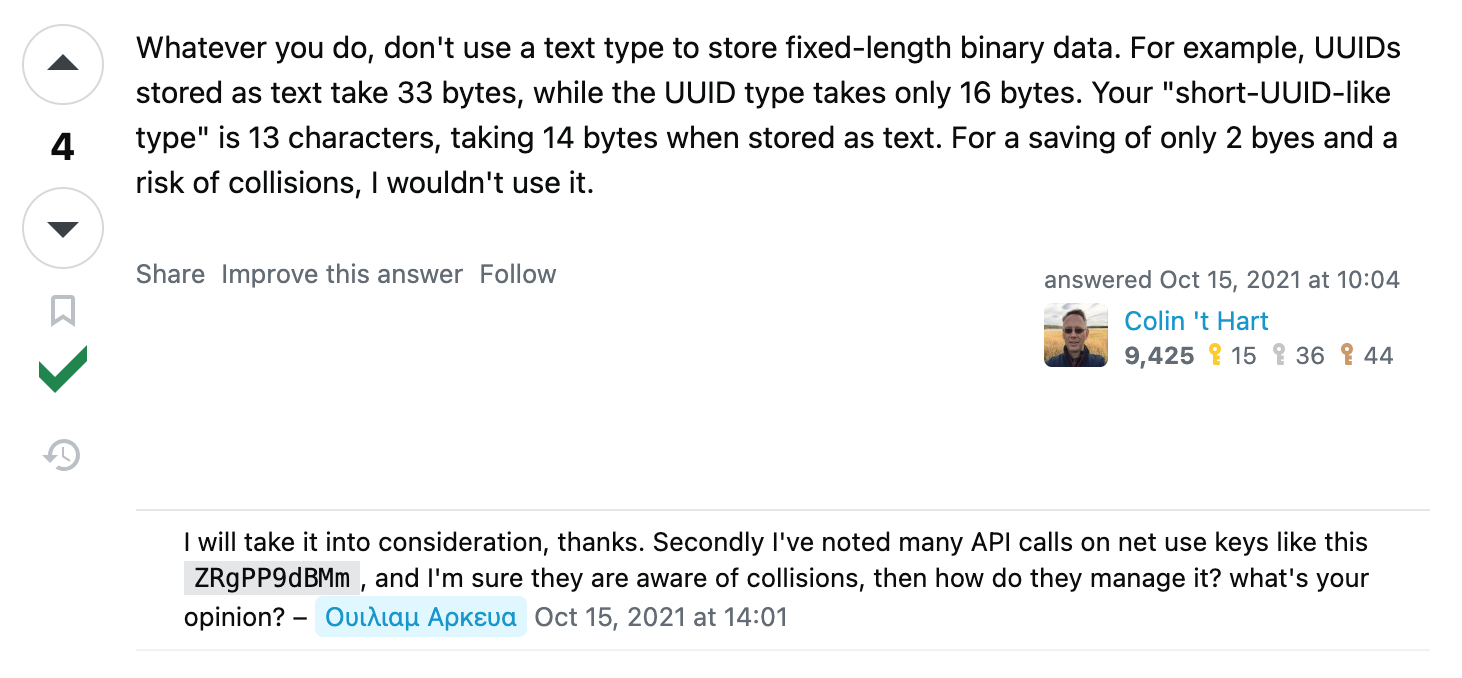 Whatever you do, don't use a text type to store fixed-length binary data. For example, UUIDs
stored as text take 33 bytes, while the UUID type takes only 16 bytes. Your "short-UUID-like
type" is 13 characters, taking 14 bytes when stored as text. For a saving of only 2 byes and a
risk of collisions, I wouldn't use it.
4
Share Improve this answer Follow
answered Oct 15, 2021 at 10:04
Colin 't Hart
9,425 15 36 44
I will take it into consideration, thanks. Secondly I've noted many API calls on net use keys like this
ZRgPP9dBMm , and I'm sure they are aware of collisions, then how do they manage it? what's your
opinion? – Ουιλιαμ Αρκευα Oct 15, 2021 at 14:01